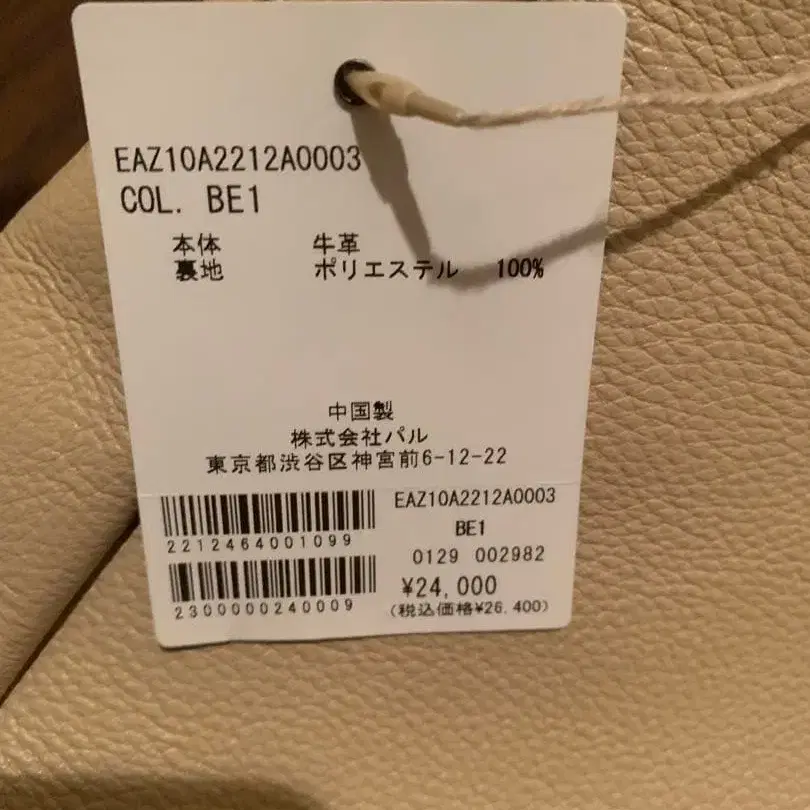 EAZ10A2212A0003
COL. BE1
本体 牛革
裏地 ポリエステル 100%
中国製
株式会社パル
東京都渋谷区神宮前6-12-22
EAZ10A2212A0003
BE1
2212464001099
0129 002982
¥24,000
2300000240009
(税込価格¥26,400)